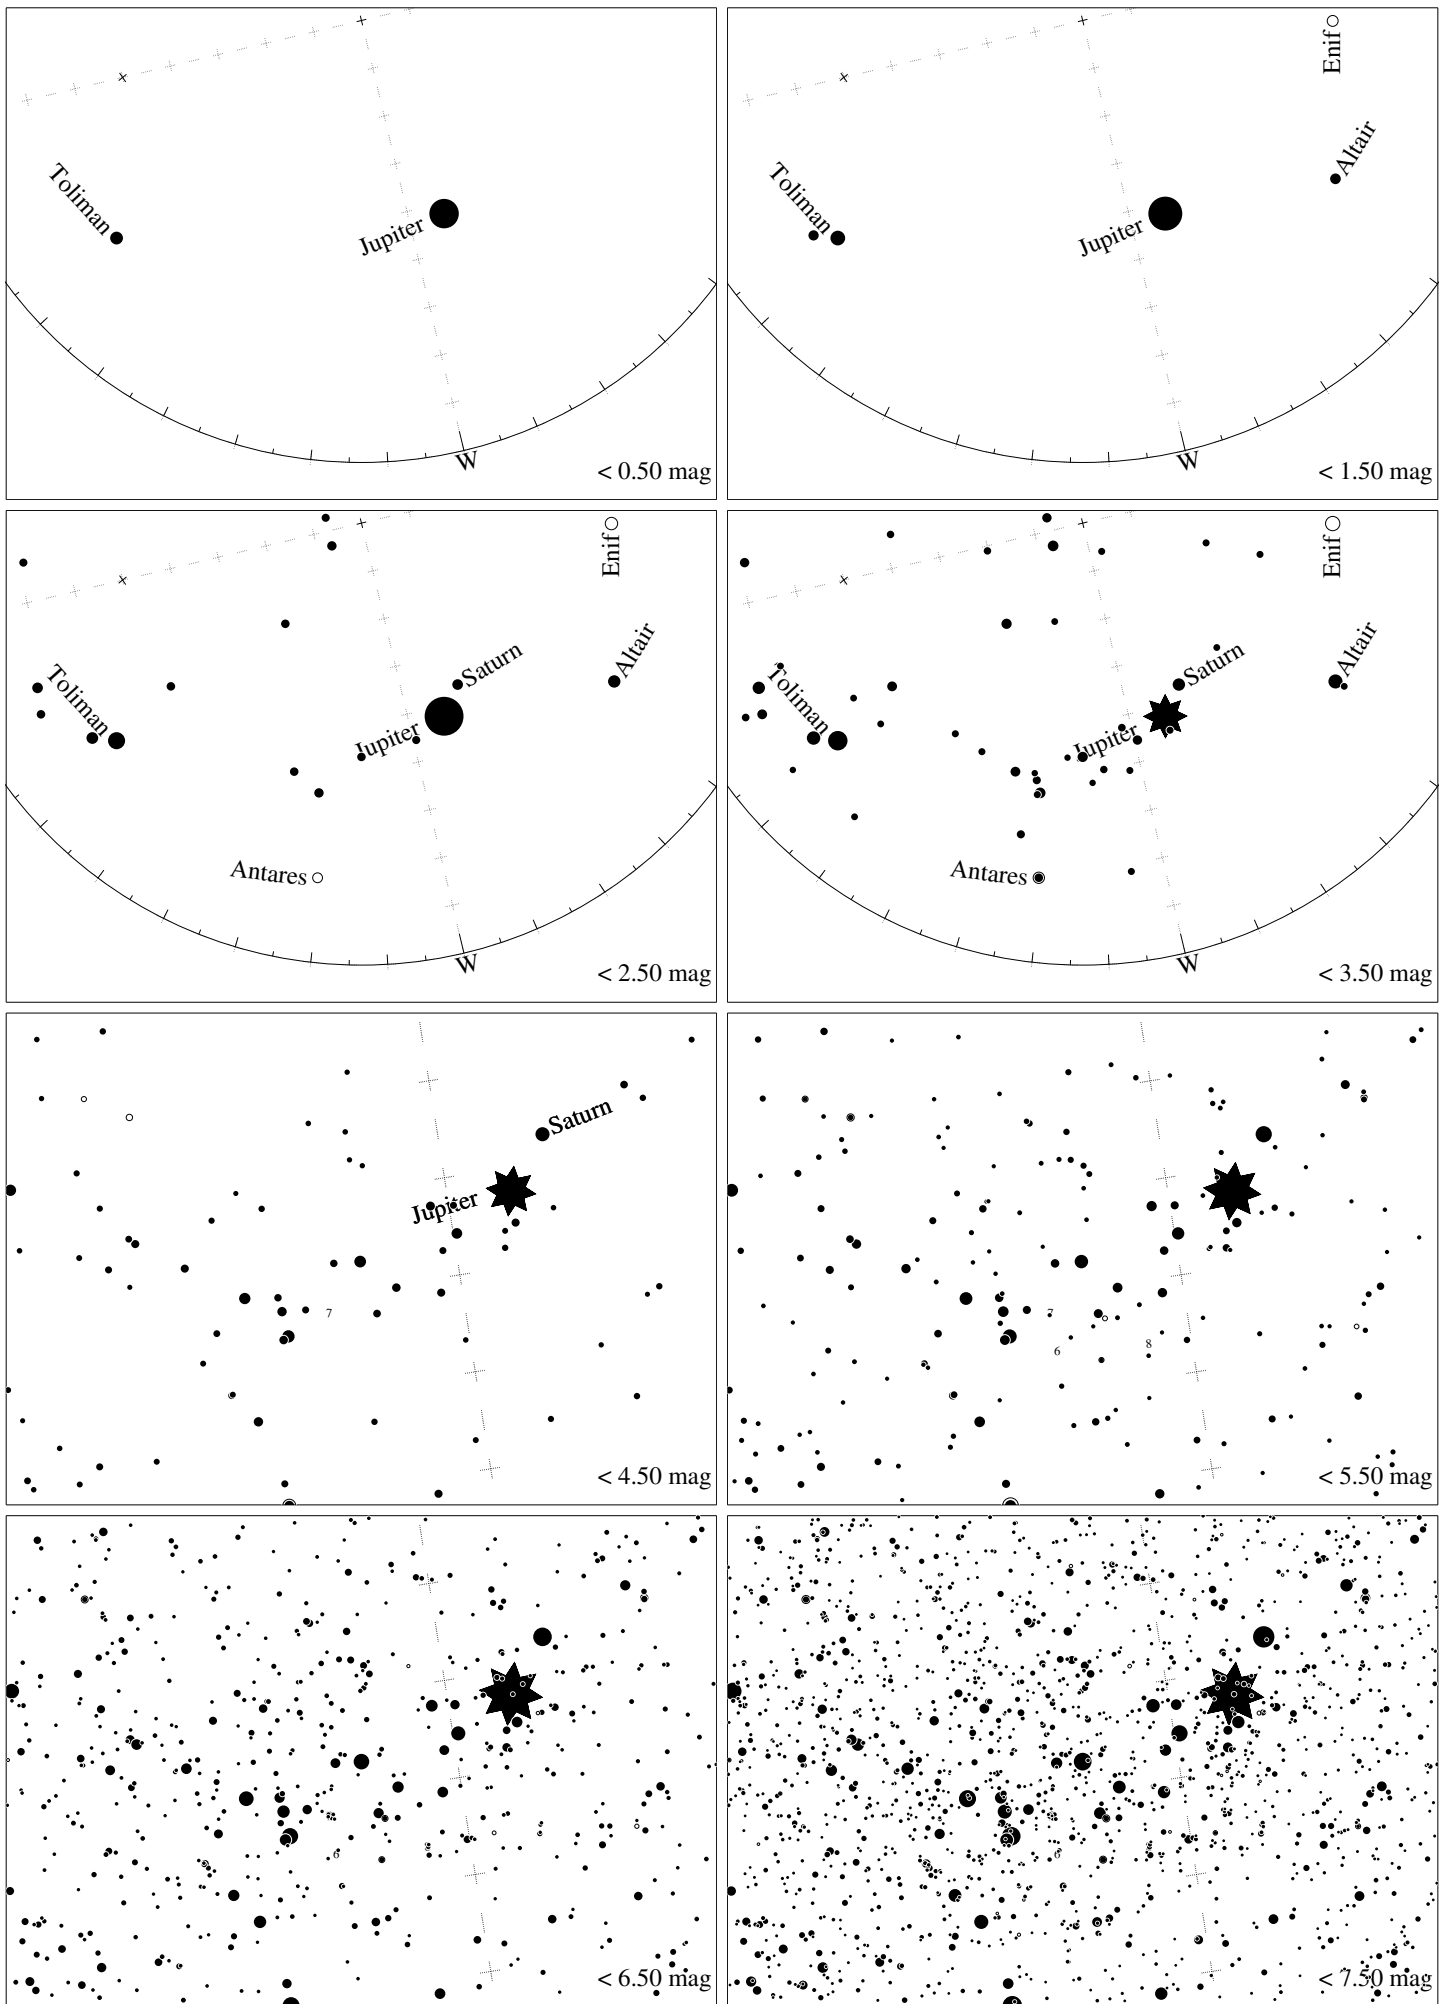 Toliman
Jupiter
W
< 0.50 mag
Enif
Altair
Toliman
Jupiter
W
< 1.50 mag
Enif
Altair
Saturn
Toliman
Jupiter
Antares
W
< 2.50 mag
Enif
Altair
Saturn
Toliman
Jupiter
Antares
W
< 3.50 mag
Saturn
Jupiter
7
< 4.50 mag
7
6
8
< 5.50 mag
6
< 6.50 mag
6
< 7.50 mag